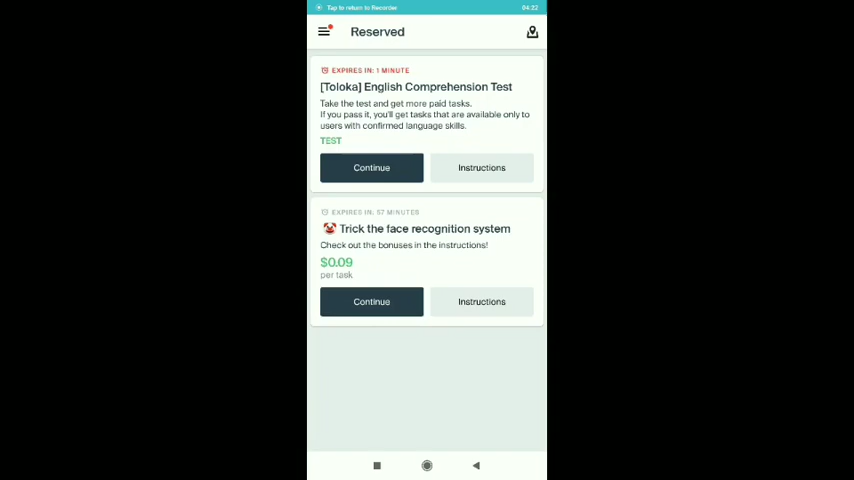 Tap to return to Recorder
04:22
Reserved
EXPIRES IN: 1 MINUTE
[Toloka] English Comprehension Test
Take the test and get more paid tasks.
If you pass it, you'll get tasks that are available only to
users with confirmed language skills.
TEST
Continue
Instructions
EXPIRES IN: 57 MINUTES
🤡 Trick the face recognition system
Check out the bonuses in the instructions!
$0.09
per task
Continue
Instructions